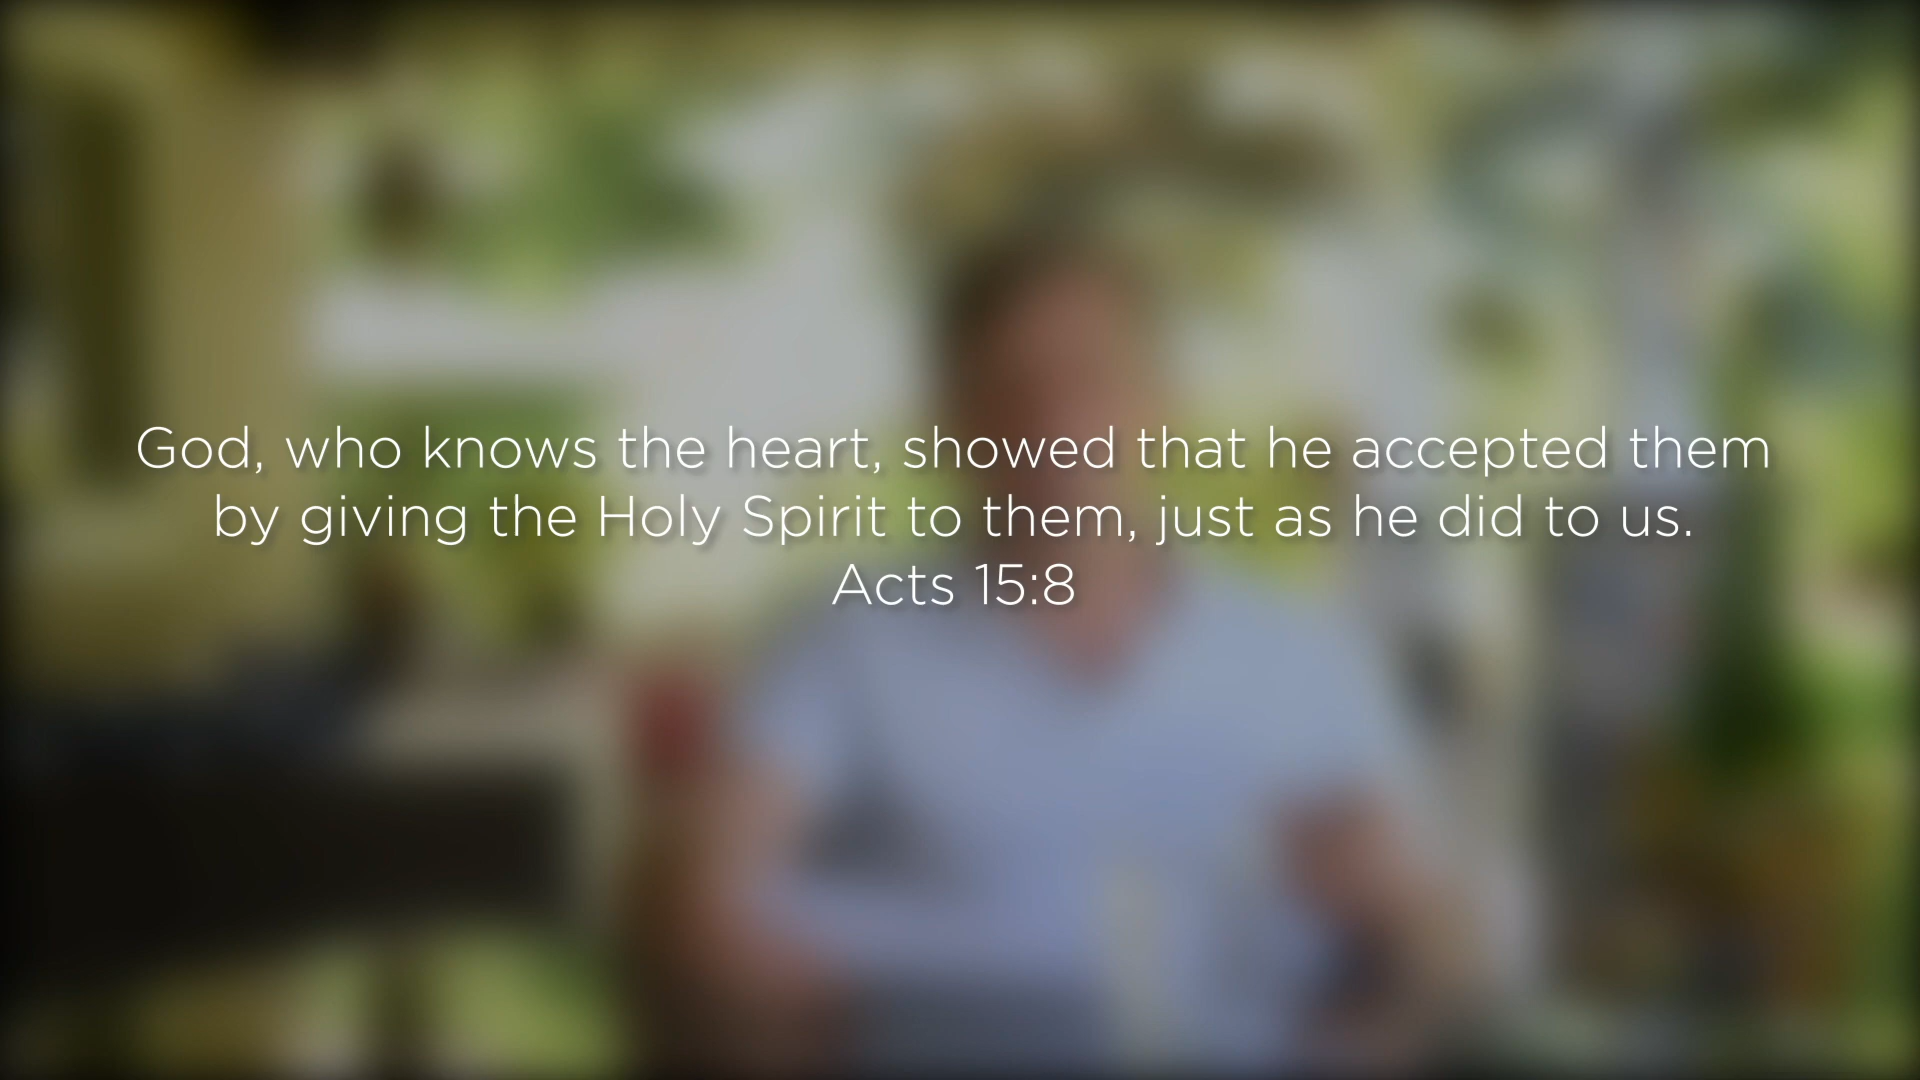 God, who knows the heart, showed that he accepted them
by giving the Holy Spirit to them, just as he did to us.
Acts 15:8